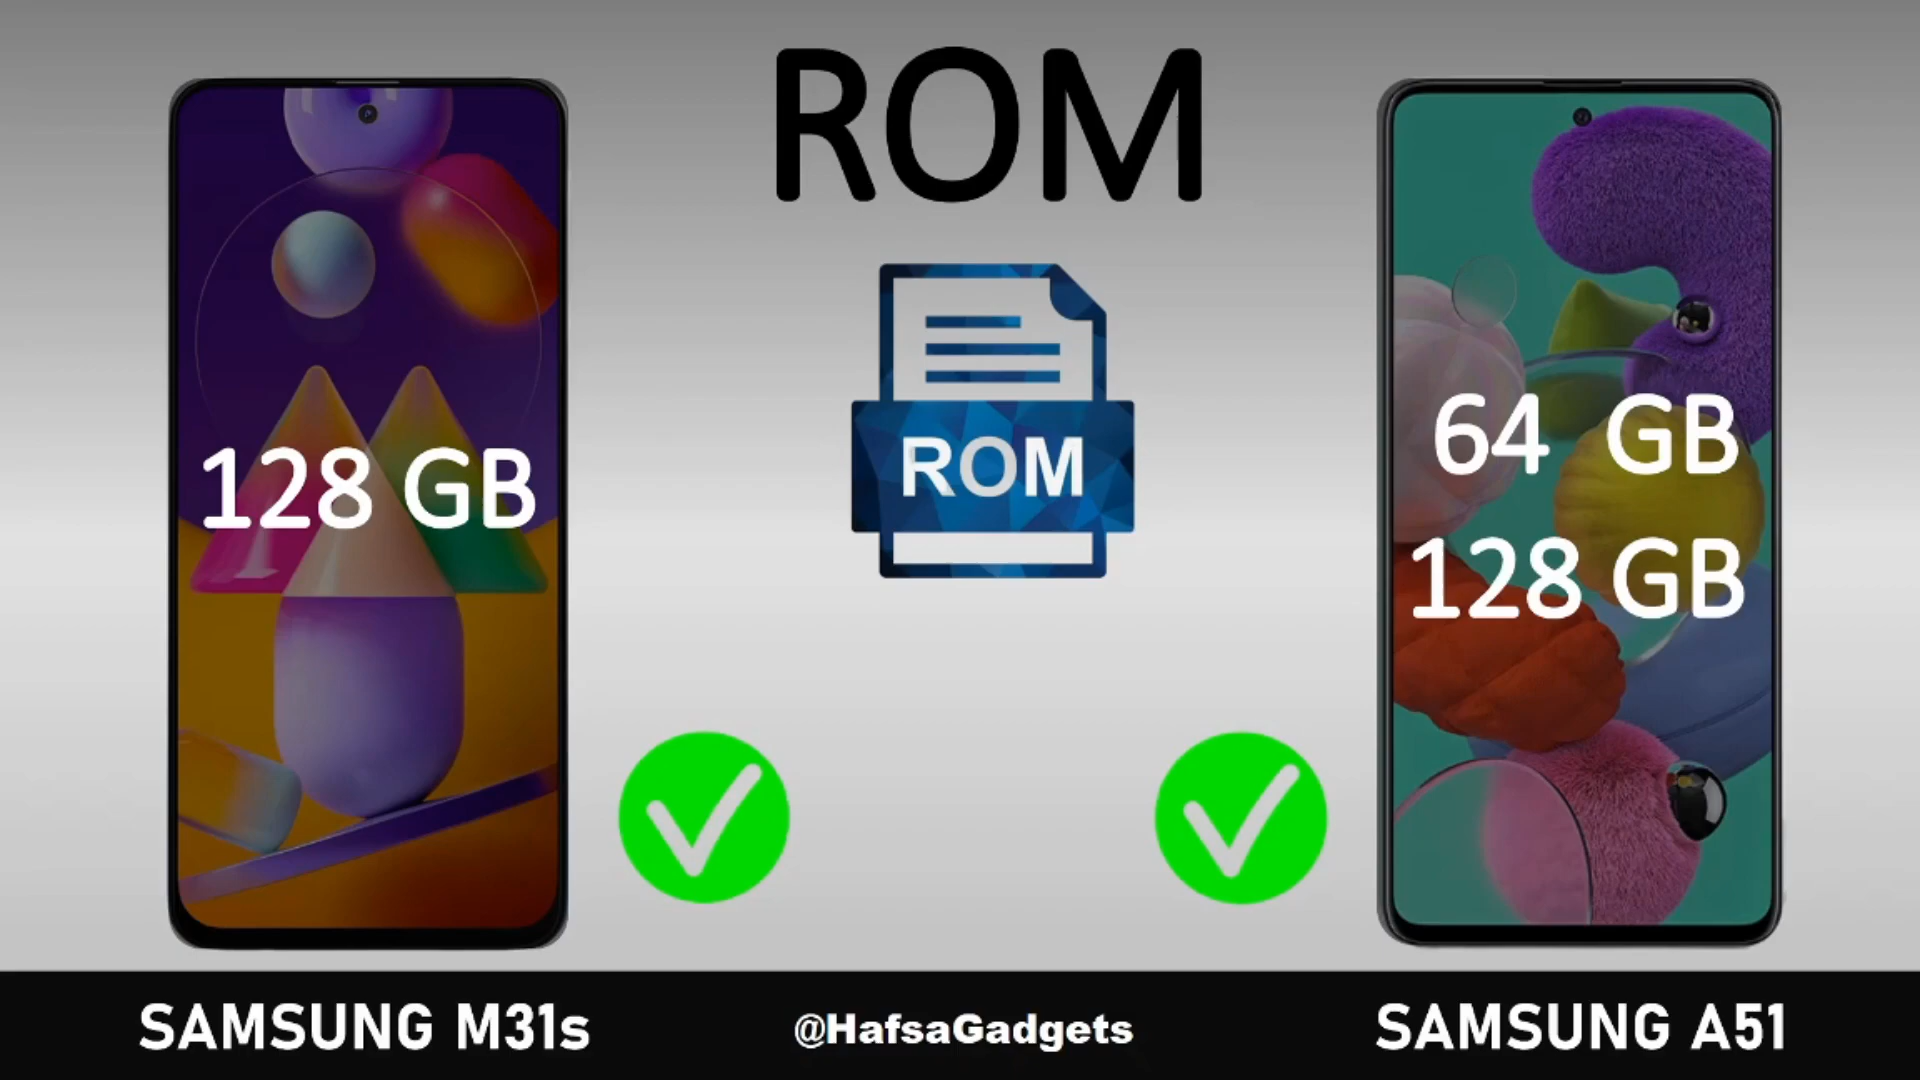 ROM
ROM
128 GB
64 GB
128 GB
SAMSUNG M31s
@HafsaGadgets
SAMSUNG A51